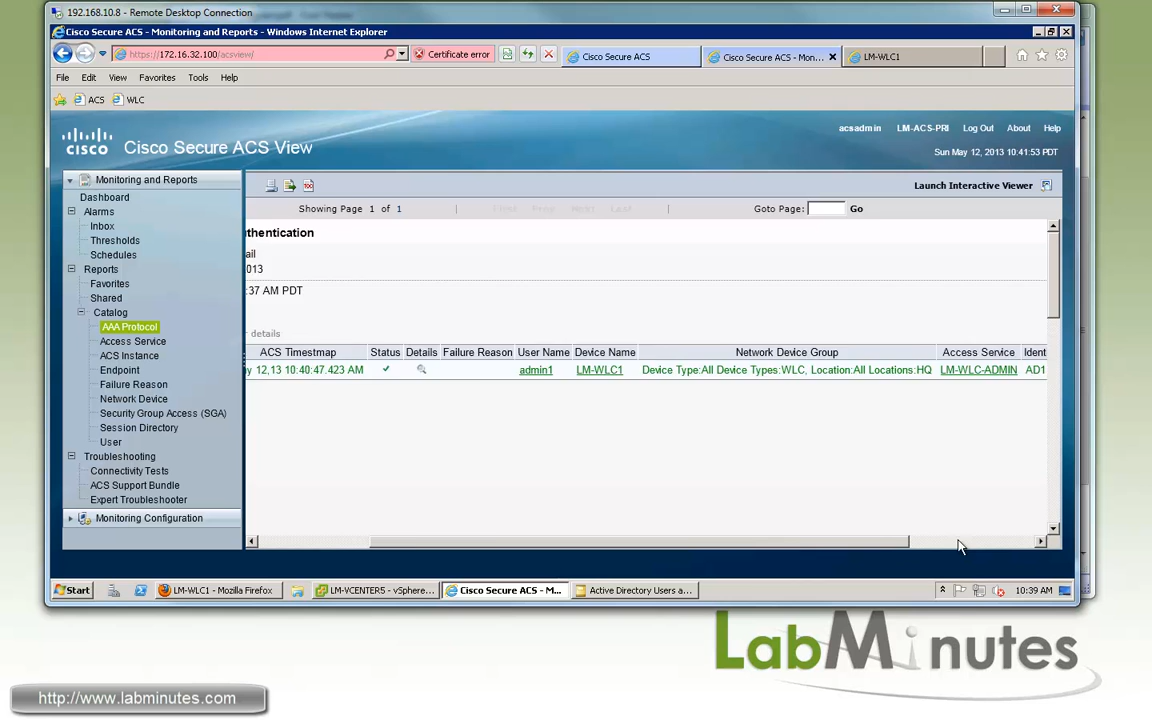 192.168.10.8 - Remote Desktop Connection
Cisco Secure ACS - Monitoring and Reports - Windows Internet Explorer
https://172.16.32.100/acsview/
Certificate error
Cisco Secure ACS
Cisco Secure ACS - Mon...
LM-WLC1
File Edit View Favorites Tools Help
ACS WLC
CISCO
Cisco Secure ACS View
acsadmin LM-ACS-PRI Log Out About Help
Sun May 12, 2013 10:41:53 PDT
Monitoring and Reports
Launch Interactive Viewer
Dashboard
Alarms
Inbox
Thresholds
Schedules
Reports
Favorites
Shared
Catalog
AAA Protocol
Access Service
ACS Instance
Endpoint
Failure Reason
Network Device
Security Group Access (SGA)
Session Directory
User
Troubleshooting
Connectivity Tests
ACS Support Bundle
Expert Troubleshooter
Monitoring Configuration
Showing Page 1 of 1 First Prev Next Last Goto Page: Go
uthentication
ail
013
:37 AM PDT
r details
ACS Timestmap Status Details Failure Reason User Name Device Name Network Device Group Access Service Ident
y 12,13 10:40:47.423 AM admin1 LM-WLC1 Device Type:All Device Types:WLC, Location:All Locations:HQ LM-WLC-ADMIN AD1
Start
LM-WLC1 - Mozilla Firefox
LM-VCENTER5 - vSphere...
Cisco Secure ACS - M...
Active Directory Users a...
10:39 AM
LabMinutes
http://www.labminutes.com